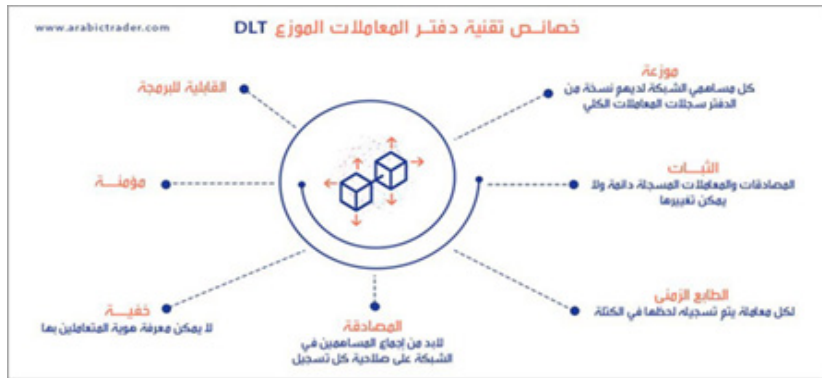 خصائص تقنية دفتر المعاملات الموزع DLT
www.arabictrader.com
موزعة
كل مساهمي الشبكة لديهم نسخة من
الدفتر سجلات المعاملات الكلي
الثبات
المصادقات والمعاملات المسجلة دائمة ولا
يمكن تغييرها
الطابع الزمني
لكل معاملة يتم تسجيله لحظها في الكتلة
المصادقة
لابد من إجماع المساهمين في
الشبكة على صلاحية كل تسجيل
خفية
لا يمكن معرفة هوية المتعاملين بها
مؤمنة
القابلية للبرمجة